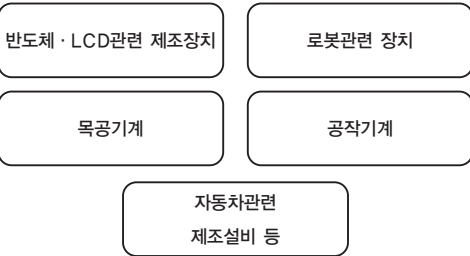 반도체 · LCD관련 제조장치
로봇관련 장치
목공기계
공작기계
자동차관련
제조설비 등